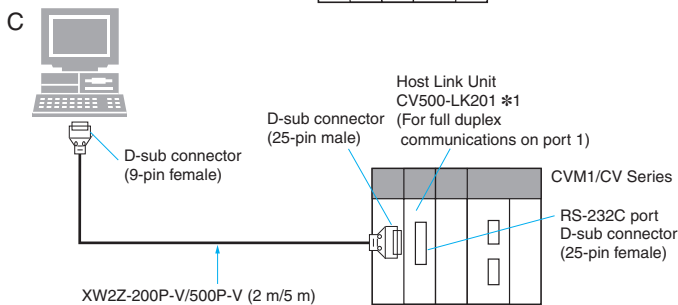 C
Host Link Unit
CV500-LK201 ✻1
(For full duplex
communications on port 1)
D-sub connector
(25-pin male)
D-sub connector
(9-pin female)
CVM1/CV Series
RS-232C port
D-sub connector
(25-pin female)
XW2Z-200P-V/500P-V (2 m/5 m)